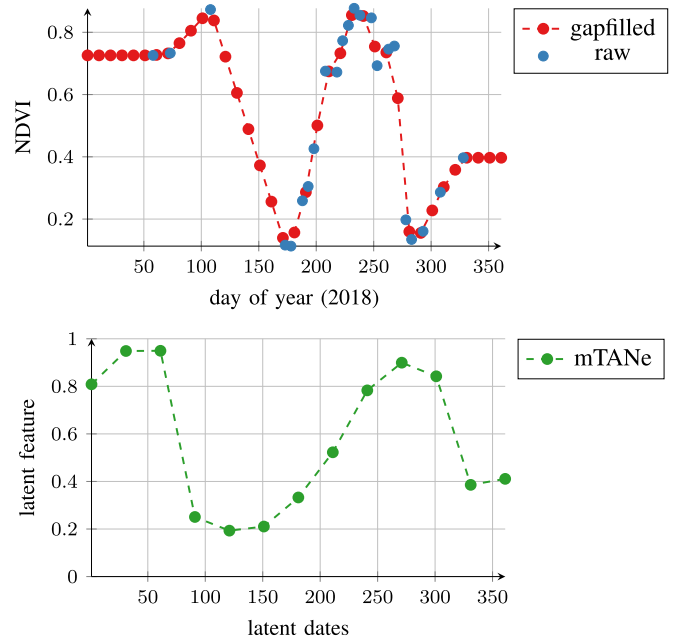 0.8
0.6
0.4
0.2
NDVI
50 100 150 200 250 300 350
day of year (2018)
gapfilled
raw
1
0.8
0.6
0.4
0.2
0
latent feature
50 100 150 200 250 300 350
latent dates
mTANe